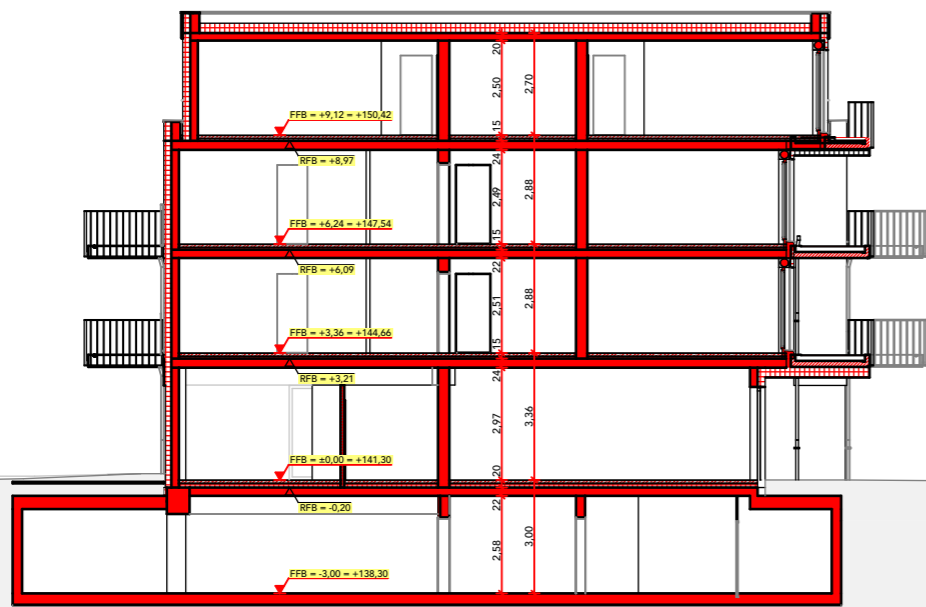 20
2,50
2,70
FFB = +9,12 = +150,42
15
RFB = +8,97
24
2,49
2,88
FFB = +6,24 = +147,54
15
RFB = +6,09
22
2,51
2,88
FFB = +3,36 = +144,66
15
RFB = +3,21
24
2,97
3,36
FFB = ±0,00 = +141,30
20
RFB = -0,20
22
2,58
3,00
FFB = -3,00 = +138,30